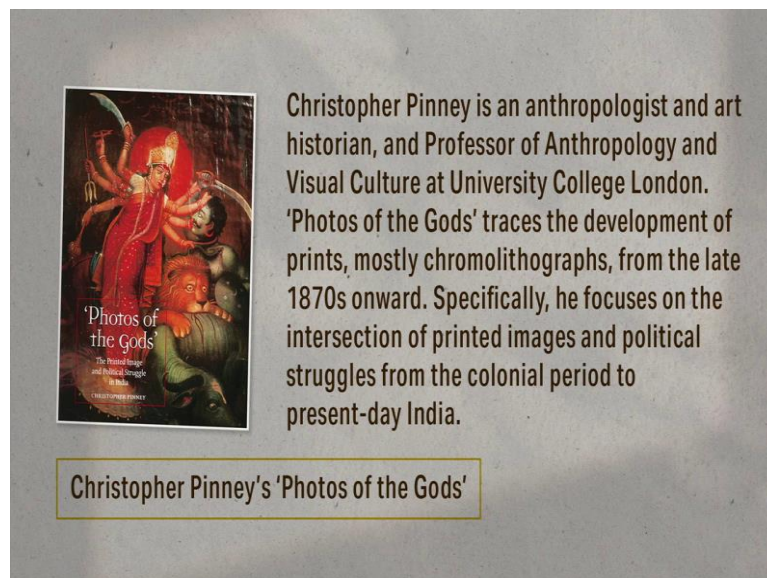 Christopher Pinney is an anthropologist and art
historian, and Professor of Anthropology and
Visual Culture at University College London.
‘Photos of the Gods’ traces the development of
prints, mostly chromolithographs, from the late
1870s onward. Specifically, he focuses on the
intersection of printed images and political
struggles from the colonial period to
present-day India.
‘Photos of
the Gods’
The Printed Image
and Political Struggle
in India
CHRISTOPHER PINNEY
Christopher Pinney’s ‘Photos of the Gods’